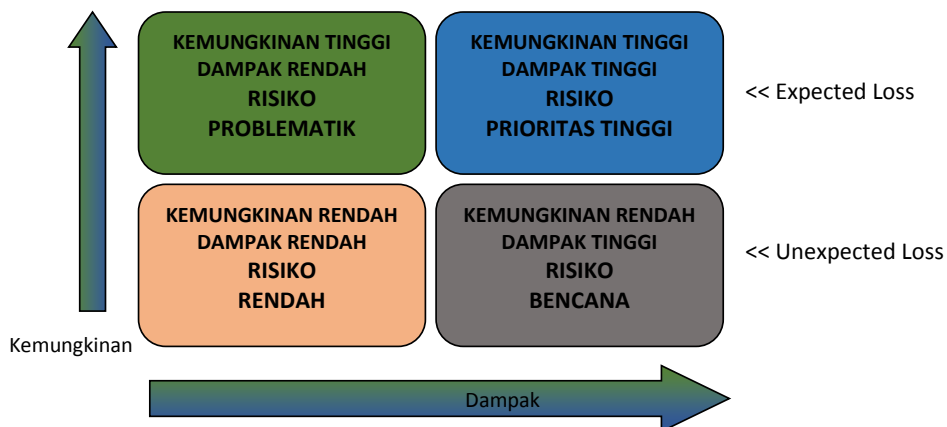 KEMUNGKINAN TINGGI
DAMPAK RENDAH
RISIKO
PROBLEMATIK
KEMUNGKINAN TINGGI
DAMPAK TINGGI
RISIKO
PRIORITAS TINGGI
<< Expected Loss
KEMUNGKINAN RENDAH
DAMPAK RENDAH
RISIKO
RENDAH
KEMUNGKINAN RENDAH
DAMPAK TINGGI
RISIKO
BENCANA
<< Unexpected Loss
Kemungkinan
Dampak